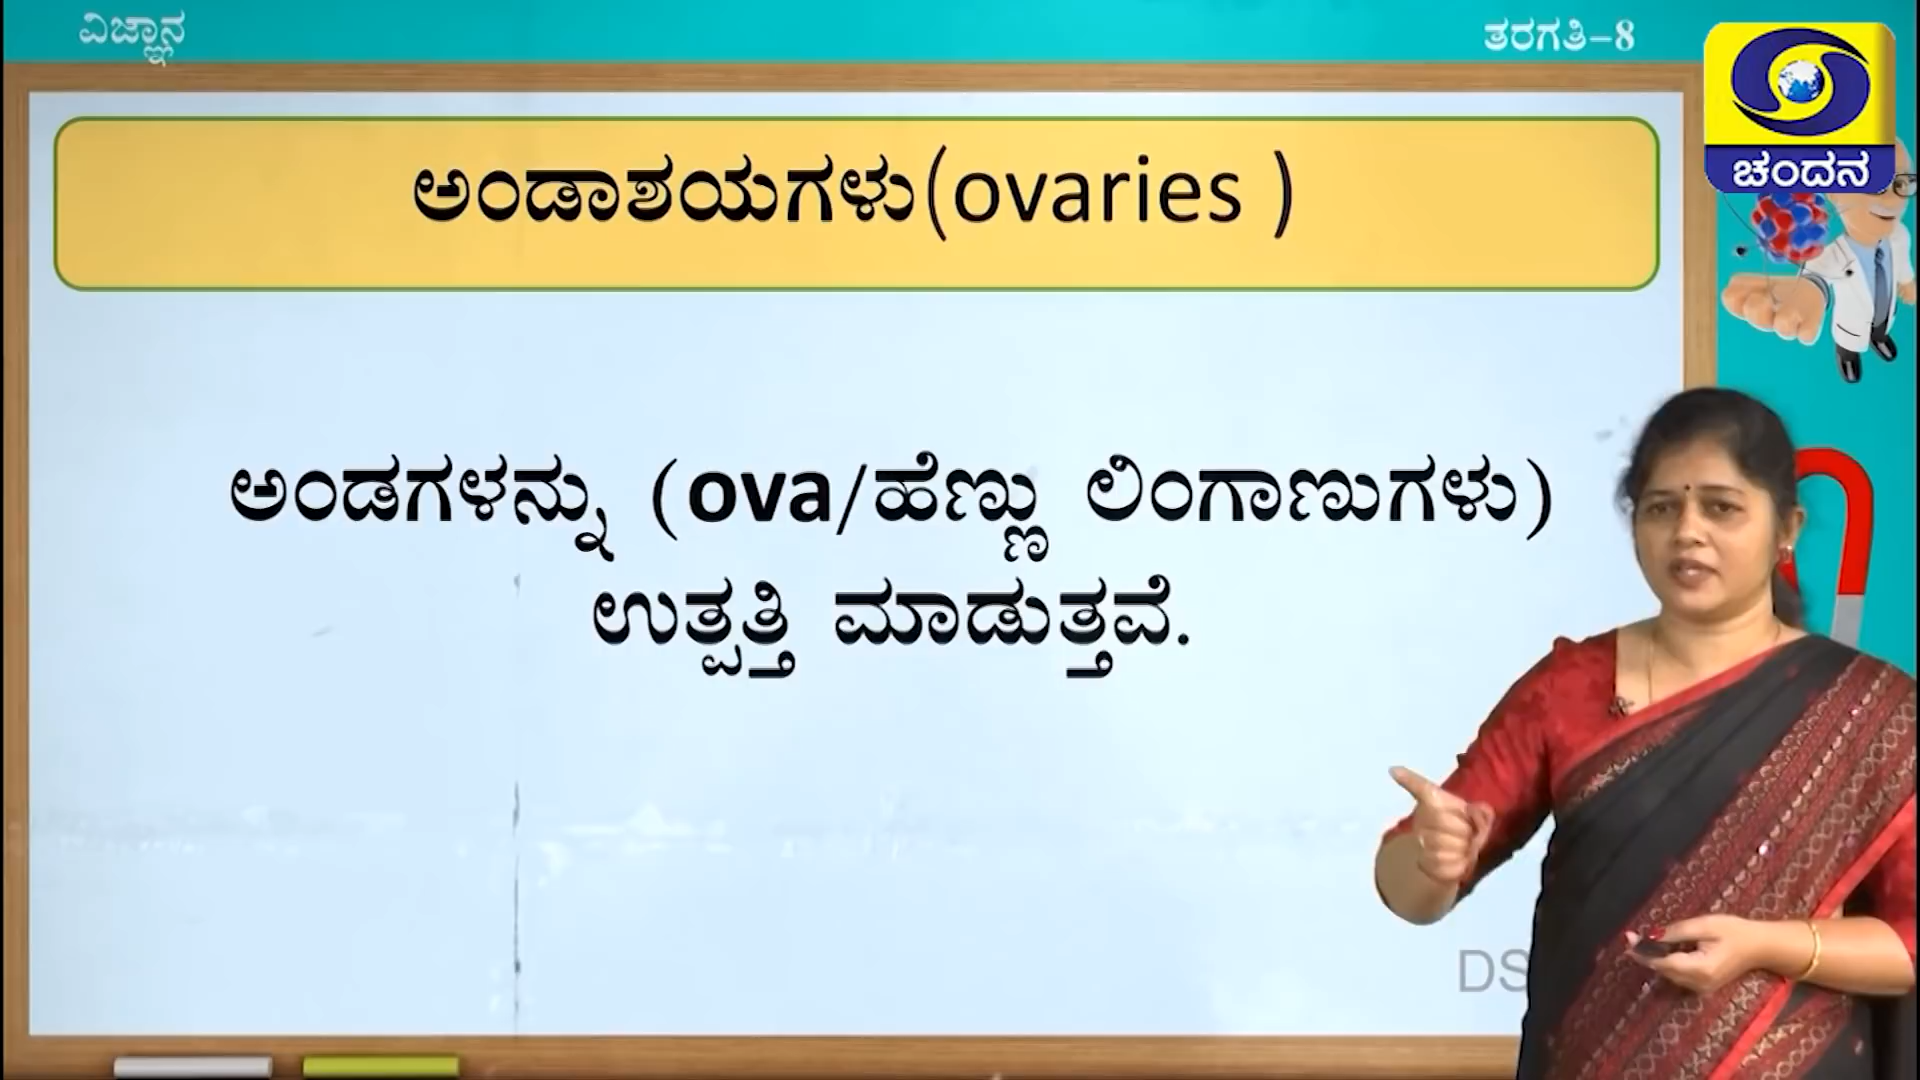 ವಿಜ್ಞಾನ
ತರಗತಿ-8
ಚಂದನ
ಅಂಡಾಶಯಗಳು(ovaries )
ಅಂಡಗಳನ್ನು (ova/ಹೆಣ್ಣು ಲಿಂಗಾಣುಗಳು)
ಉತ್ಪತ್ತಿ ಮಾಡುತ್ತವೆ.
DS